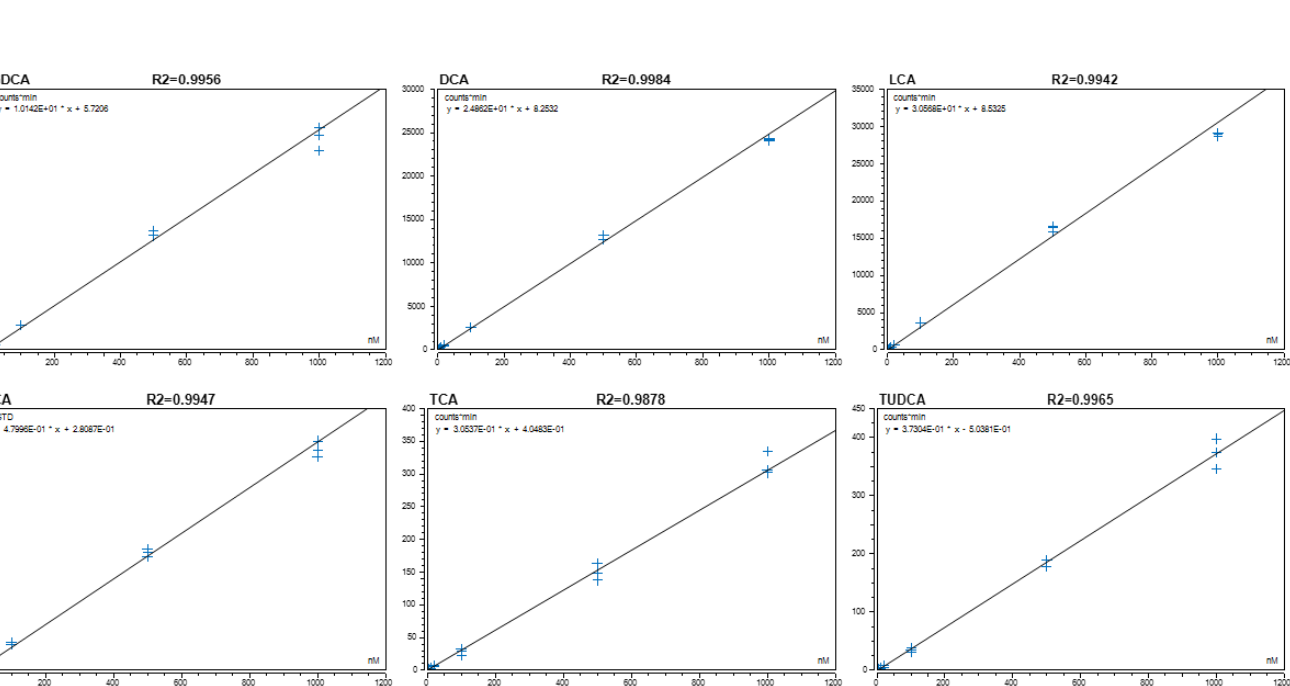 DCA R2=0.9956
counts*min
= 1.0142E+01 * x + 5.7206
nM
200 400 600 800 1000 1200
DCA R2=0.9984
counts*min
y = 2.4862E+01 * x + 8.2532
30000
25000
20000
15000
10000
5000
0
nM
0 200 400 600 800 1000 1200
LCA R2=0.9942
counts*min
y = 3.0568E+01 * x + 8.5325
35000
30000
25000
20000
15000
10000
5000
0
nM
0 200 400 600 800 1000 1200
CA R2=0.9947
STD
4.7996E-01 * x + 2.8087E-01
nM
200 400 600 800 1000 1200
TCA R2=0.9878
counts*min
y = 3.0537E-01 * x + 4.0483E-01
400
350
300
250
200
150
100
50
0
nM
0 200 400 600 800 1000 1200
TUDCA R2=0.9965
counts*min
y = 3.7304E-01 * x - 5.0381E-01
450
400
300
200
100
0
nM
0 200 400 600 800 1000 1200